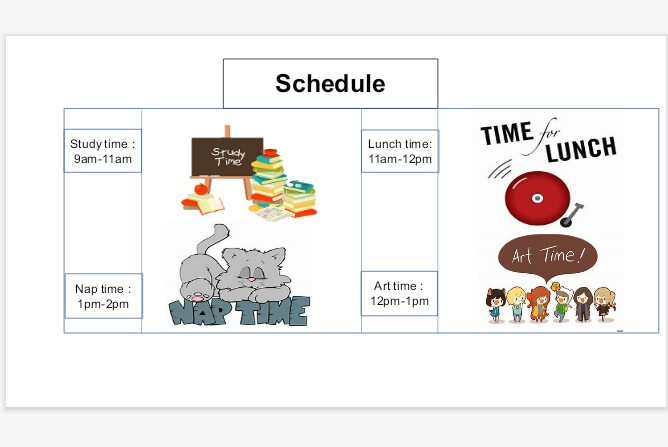 Schedule
Study time :
9am-11am
Study
Time
Lunch time:
11am-12pm
TIME for
LUNCH
Nap time :
1pm-2pm
NAP TIME
Art time :
12pm-1pm
Art Time!